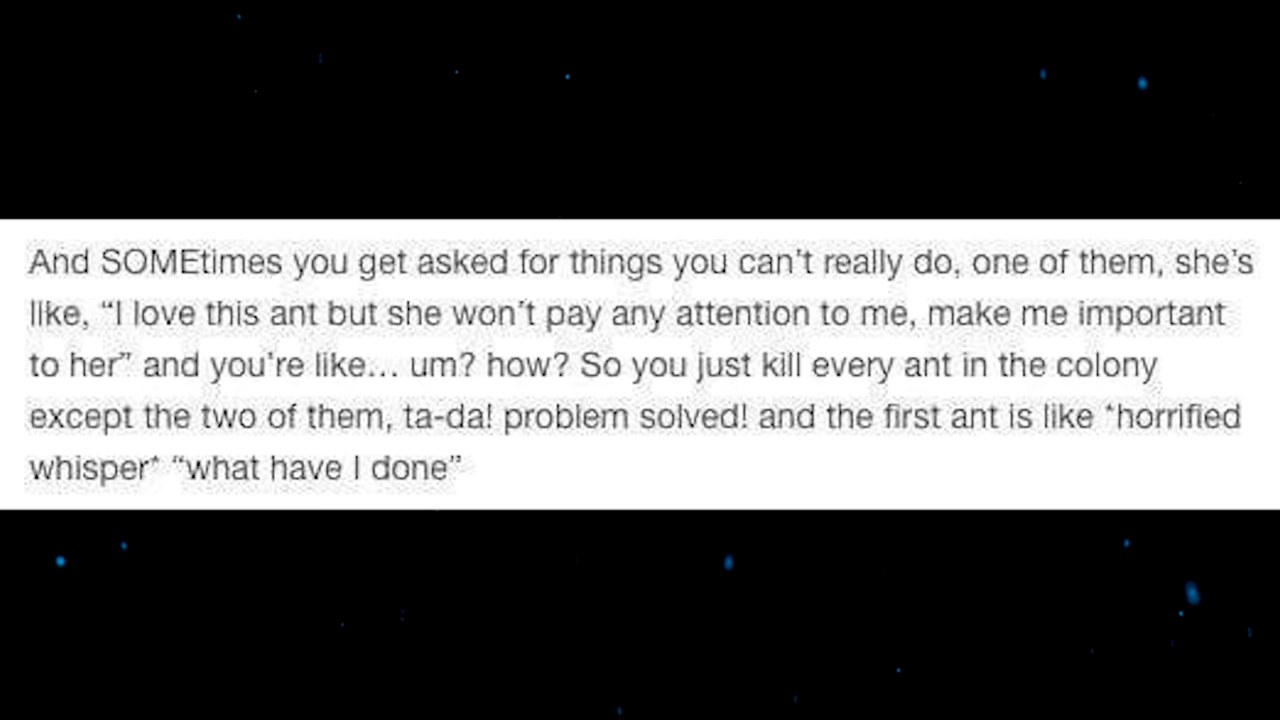 And SOMEtimes you get asked for things you can’t really do, one of them, she’s
like, “I love this ant but she won’t pay any attention to me, make me important
to her” and you’re like… um? how? So you just kill every ant in the colony
except the two of them, ta-da! problem solved! and the first ant is like *horrified
whisper* “what have I done”